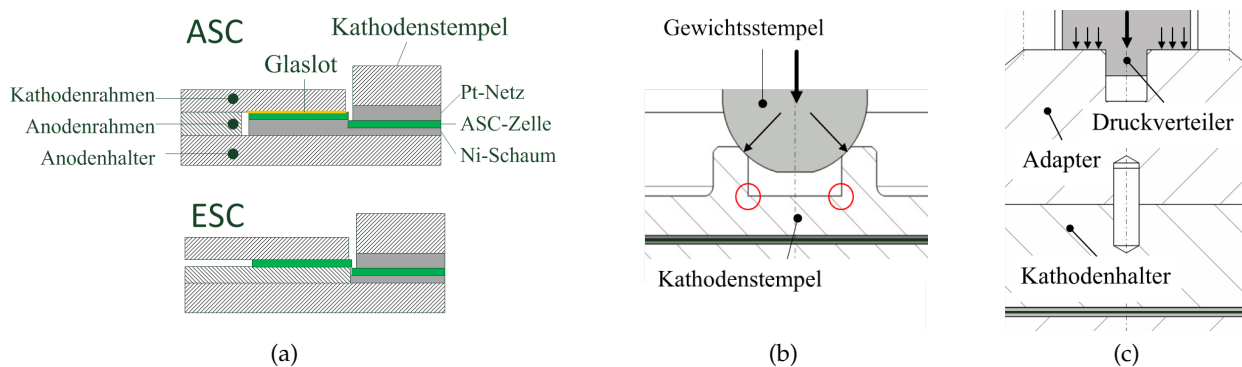 ASC
Kathodenstempel
Glaslot
Kathodenrahmen
Anodenrahmen
Anodenhalter
Pt-Netz
ASC-Zelle
Ni-Schaum
ESC
(a)
Gewichtsstempel
Kathodenstempel
(b)
Druckverteiler
Adapter
Kathodenhalter
(c)